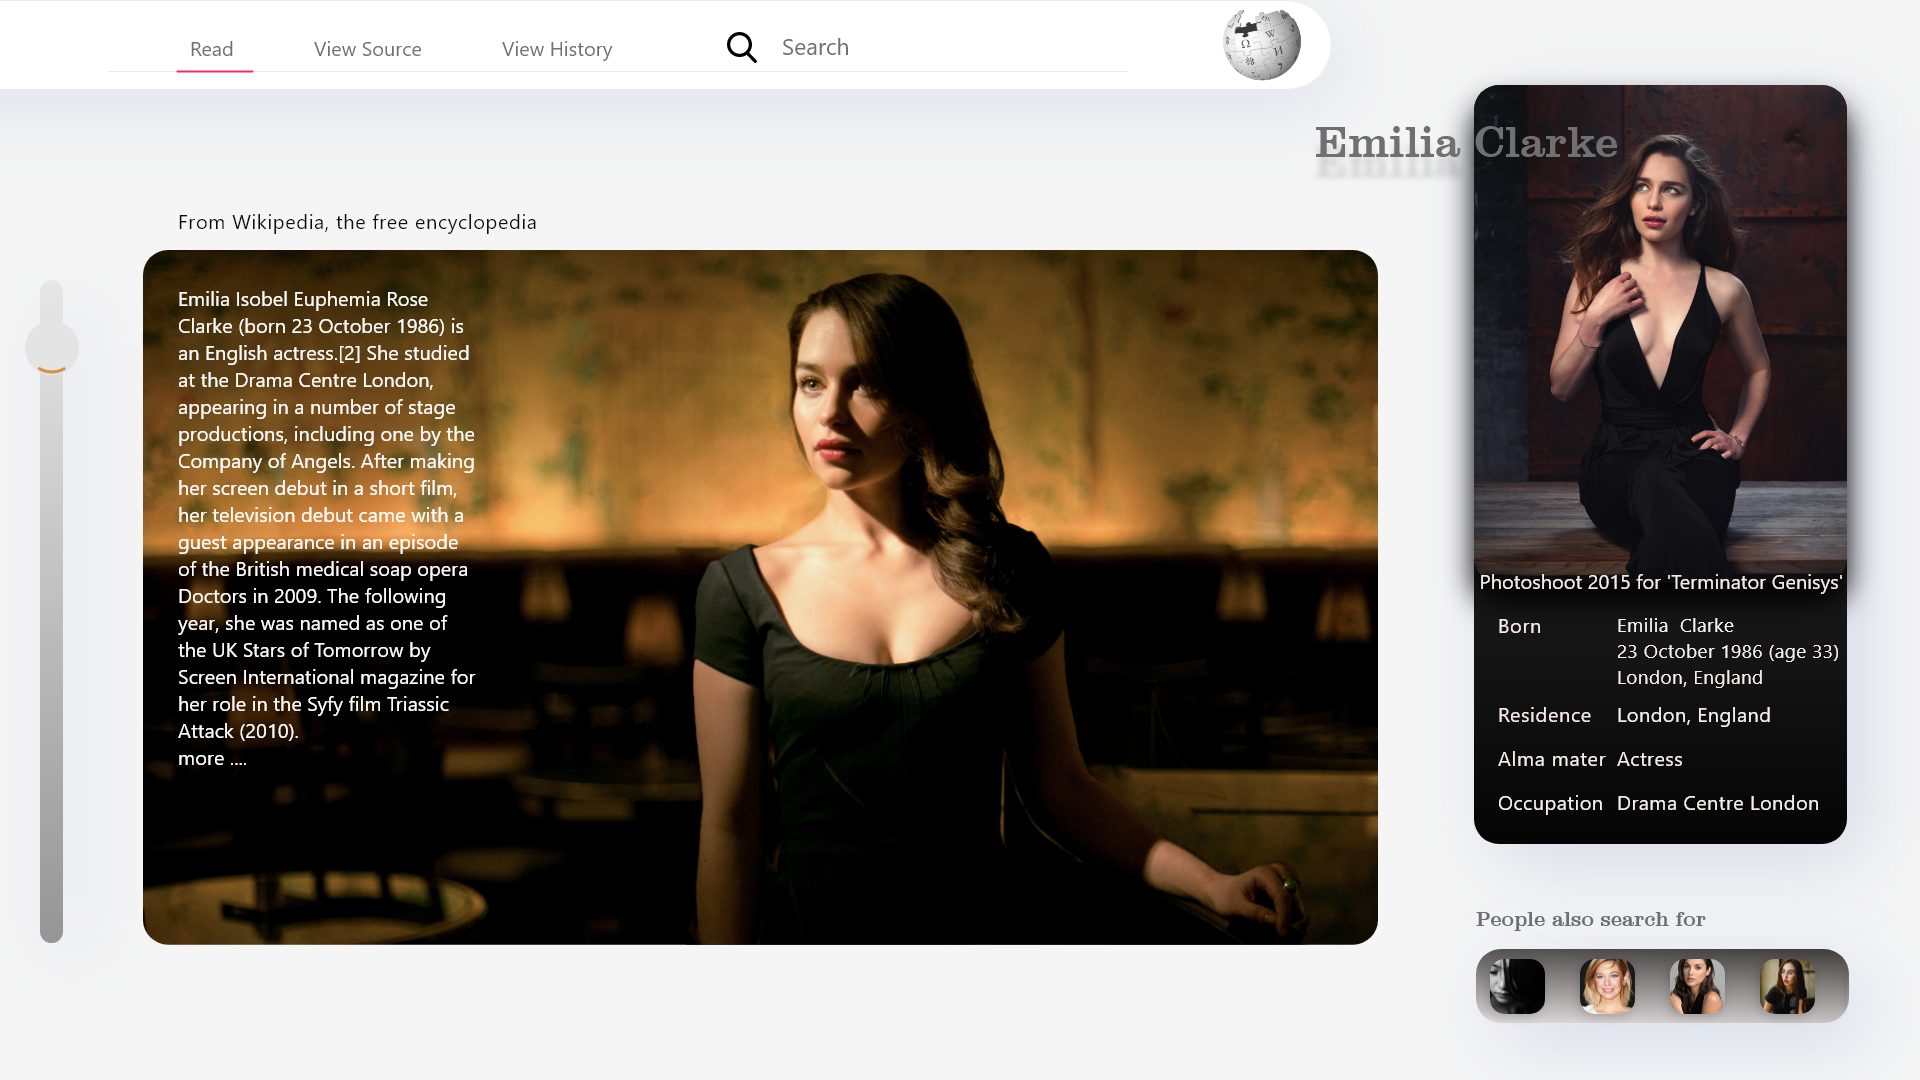 Read
View Source
View History
Search
Emilia Clarke
From Wikipedia, the free encyclopedia
Emilia Isobel Euphemia Rose
Clarke (born 23 October 1986) is
an English actress.[2] She studied
at the Drama Centre London,
appearing in a number of stage
productions, including one by the
Company of Angels. After making
her screen debut in a short film,
her television debut came with a
guest appearance in an episode
of the British medical soap opera
Doctors in 2009. The following
year, she was named as one of
the UK Stars of Tomorrow by
Screen International magazine for
her role in the Syfy film Triassic
Attack (2010).
more ....
Photoshoot 2015 for 'Terminator Genisys'
Born Emilia Clarke
23 October 1986 (age 33)
London, England
Residence London, England
Alma mater Actress
Occupation Drama Centre London
People also search for